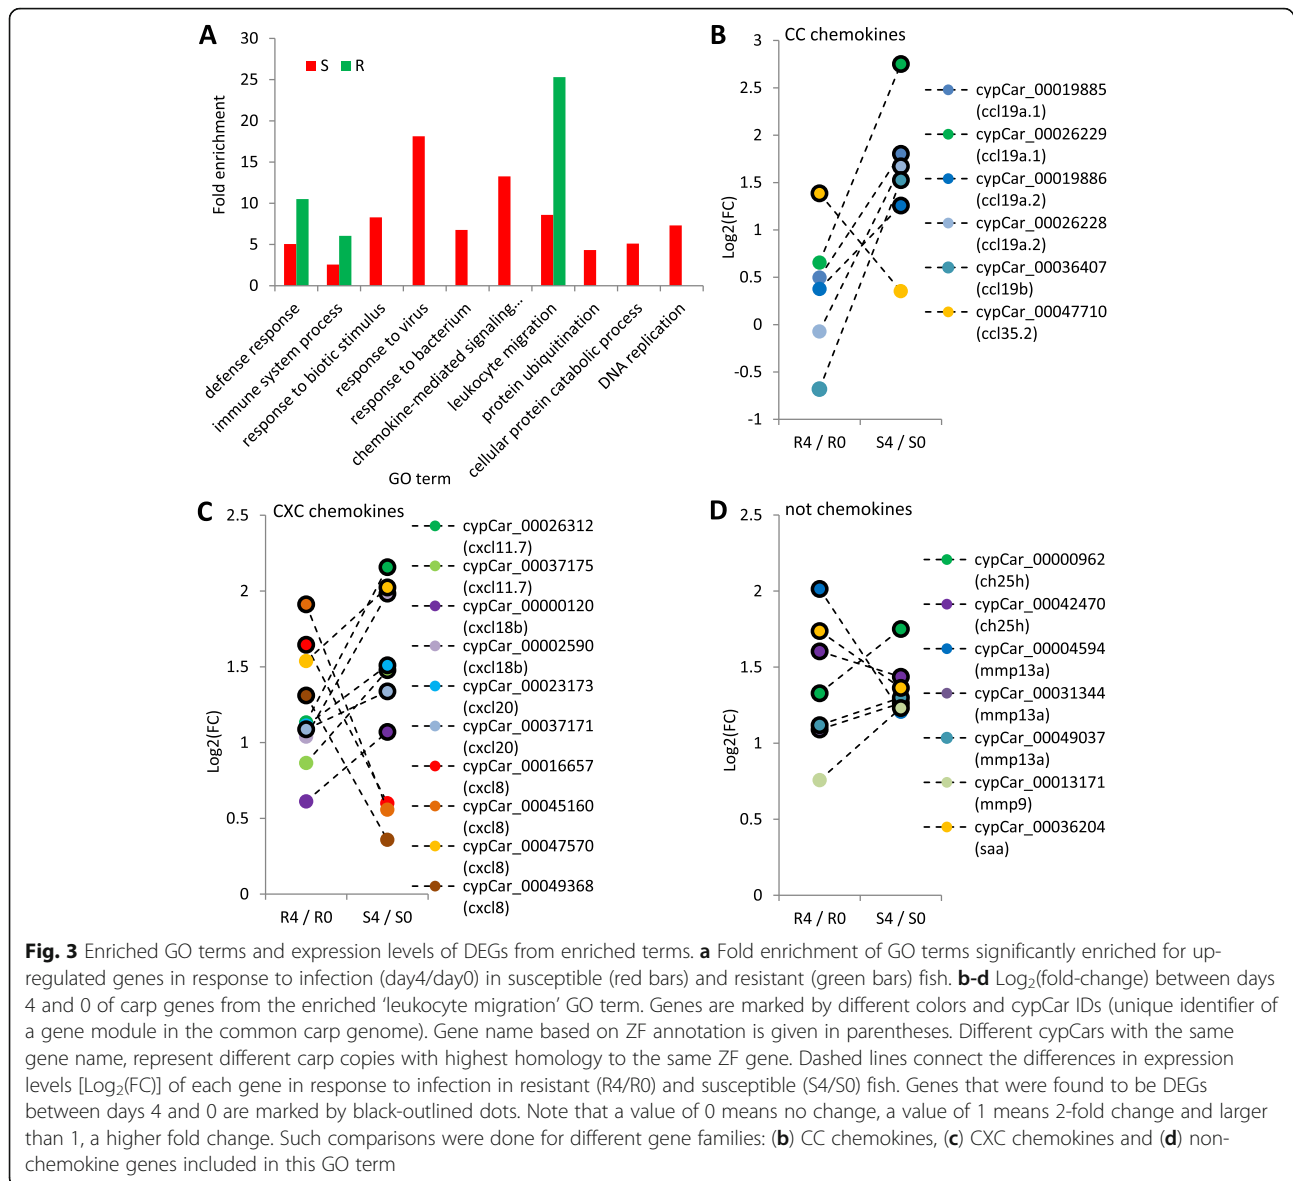 A
30
25
20
15
10
5
0
Fold enrichment
S R
defense response
immune system process
response to biotic stimulus
response to virus
response to bacterium
chemokine-mediated signaling...
leukocyte migration
protein ubiquitination
cellular protein catabolic process
DNA replication
GO term
B
CC chemokines
3
2.5
2
1.5
1
0.5
0
-0.5
-1
Log2(FC)
R4 / R0 S4 / S0
cypCar_00019885
(ccl19a.1)
cypCar_00026229
(ccl19a.1)
cypCar_00019886
(ccl19a.2)
cypCar_00026228
(ccl19a.2)
cypCar_00036407
(ccl19b)
cypCar_00047710
(ccl35.2)
C
CXC chemokines
2.5
2
1.5
1
0.5
0
Log2(FC)
R4 / R0 S4 / S0
cypCar_00026312
(cxcl11.7)
cypCar_00037175
(cxcl11.7)
cypCar_00000120
(cxcl18b)
cypCar_00002590
(cxcl18b)
cypCar_00023173
(cxcl20)
cypCar_00037171
(cxcl20)
cypCar_00016657
(cxcl8)
cypCar_00045160
(cxcl8)
cypCar_00047570
(cxcl8)
cypCar_00049368
(cxcl8)
D
not chemokines
2.5
2
1.5
1
0.5
0
Log2(FC)
R4 / R0 S4 / S0
cypCar_00000962
(ch25h)
cypCar_00042470
(ch25h)
cypCar_00004594
(mmp13a)
cypCar_00031344
(mmp13a)
cypCar_00049037
(mmp13a)
cypCar_00013171
(mmp9)
cypCar_00036204
(saa)
Fig. 3 Enriched GO terms and expression levels of DEGs from enriched terms. a Fold enrichment of GO terms significantly enriched for up-
regulated genes in response to infection (day4/day0) in susceptible (red bars) and resistant (green bars) fish. b-d Log2(fold-change) between days
4 and 0 of carp genes from the enriched ‘leukocyte migration’ GO term. Genes are marked by different colors and cypCar IDs (unique identifier of
a gene module in the common carp genome). Gene name based on ZF annotation is given in parentheses. Different cypCars with the same
gene name, represent different carp copies with highest homology to the same ZF gene. Dashed lines connect the differences in expression
levels [Log2(FC)] of each gene in response to infection in resistant (R4/R0) and susceptible (S4/S0) fish. Genes that were found to be DEGs
between days 4 and 0 are marked by black-outlined dots. Note that a value of 0 means no change, a value of 1 means 2-fold change and larger
than 1, a higher fold change. Such comparisons were done for different gene families: (b) CC chemokines, (c) CXC chemokines and (d) non-
chemokine genes included in this GO term